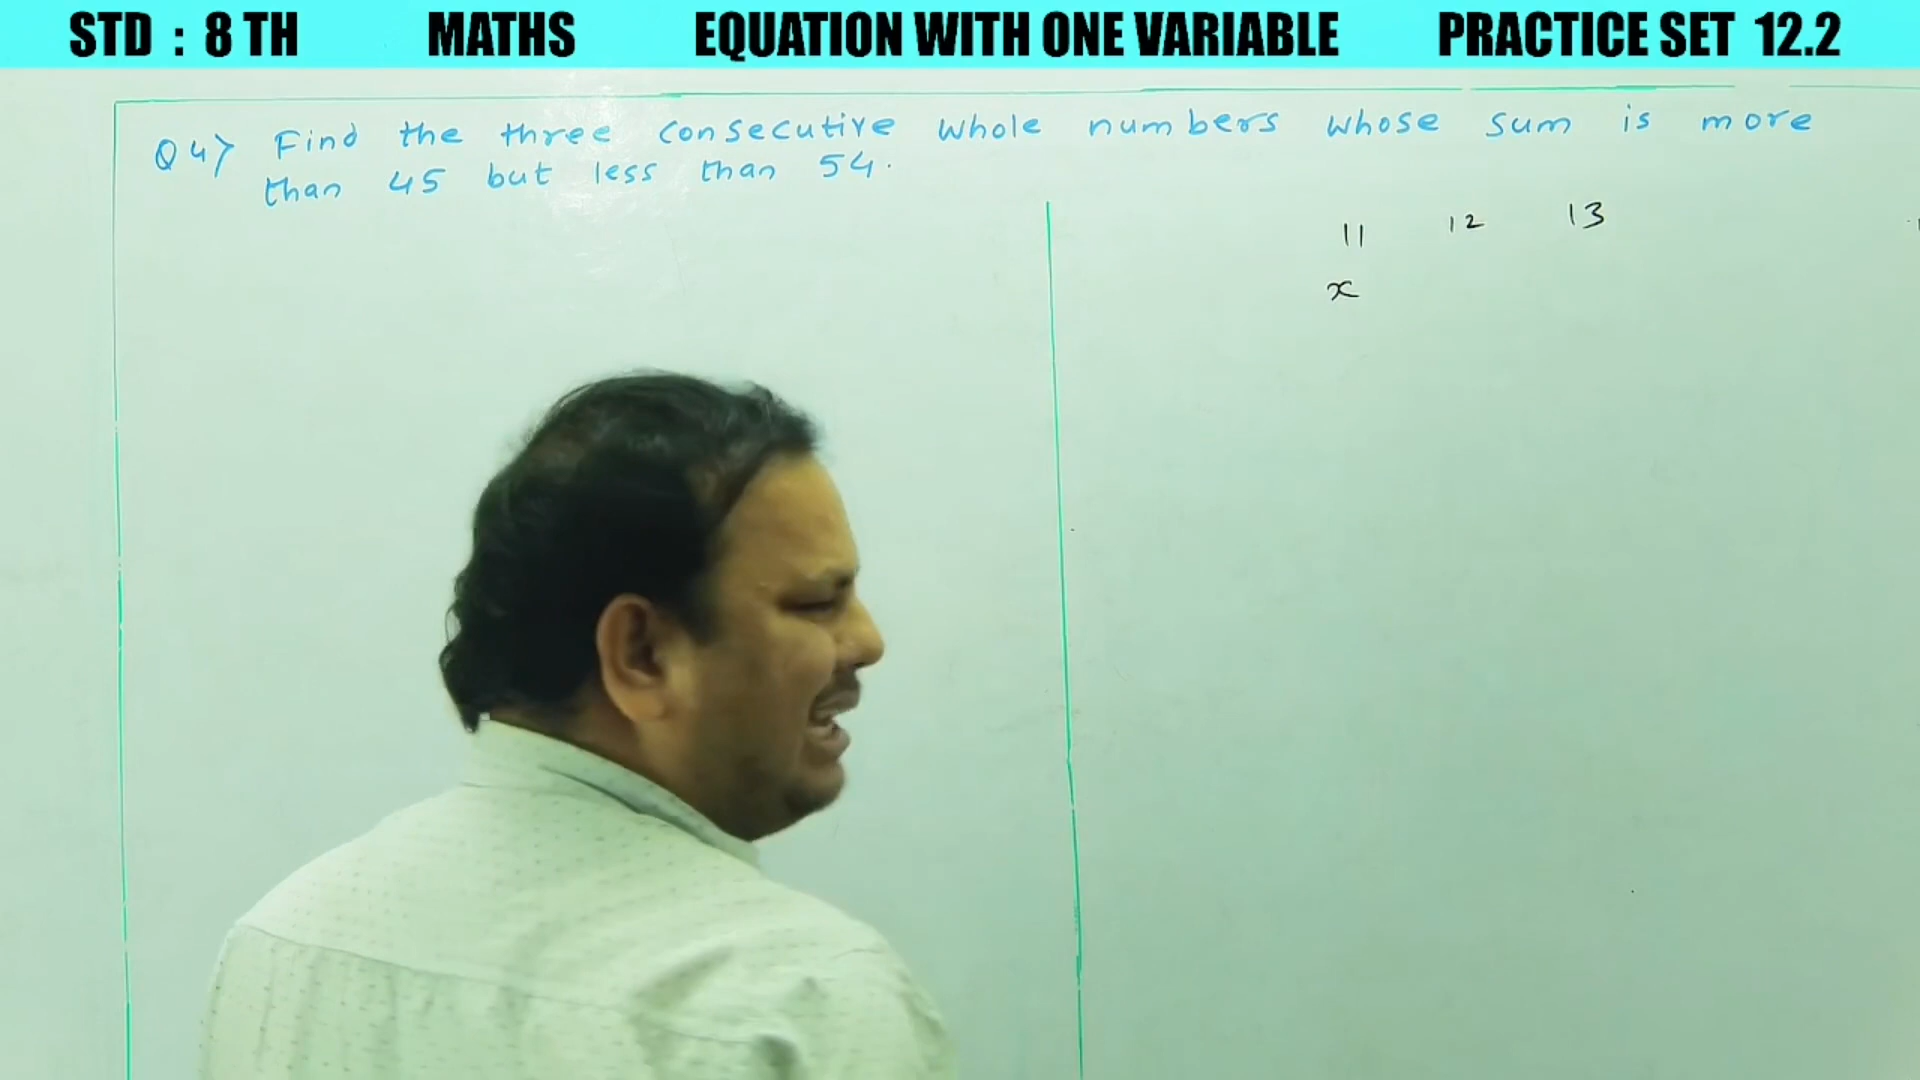 STD : 8 TH MATHS EQUATION WITH ONE VARIABLE PRACTICE SET 12.2
Q4> Find the three consecutive whole numbers whose sum is more
than 45 but less than 54.
11 12 13
x